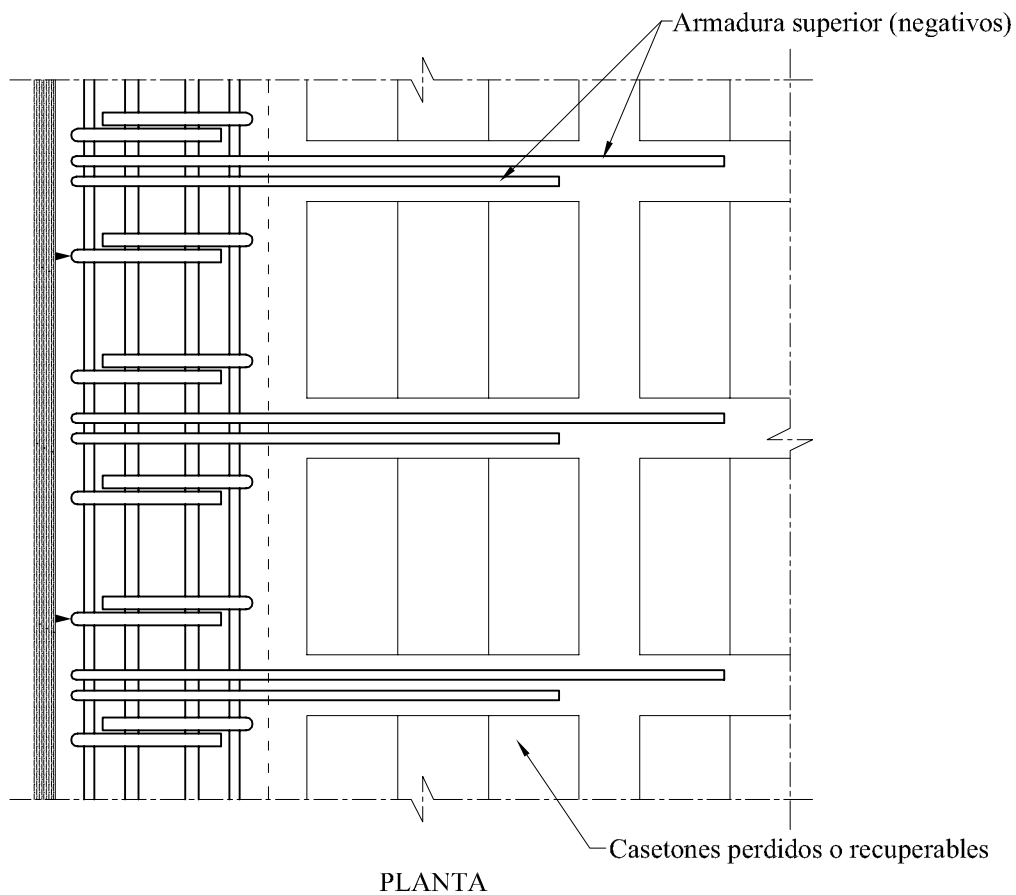 Armadura superior (negativos)
Casetones perdidos o recuperables
PLANTA